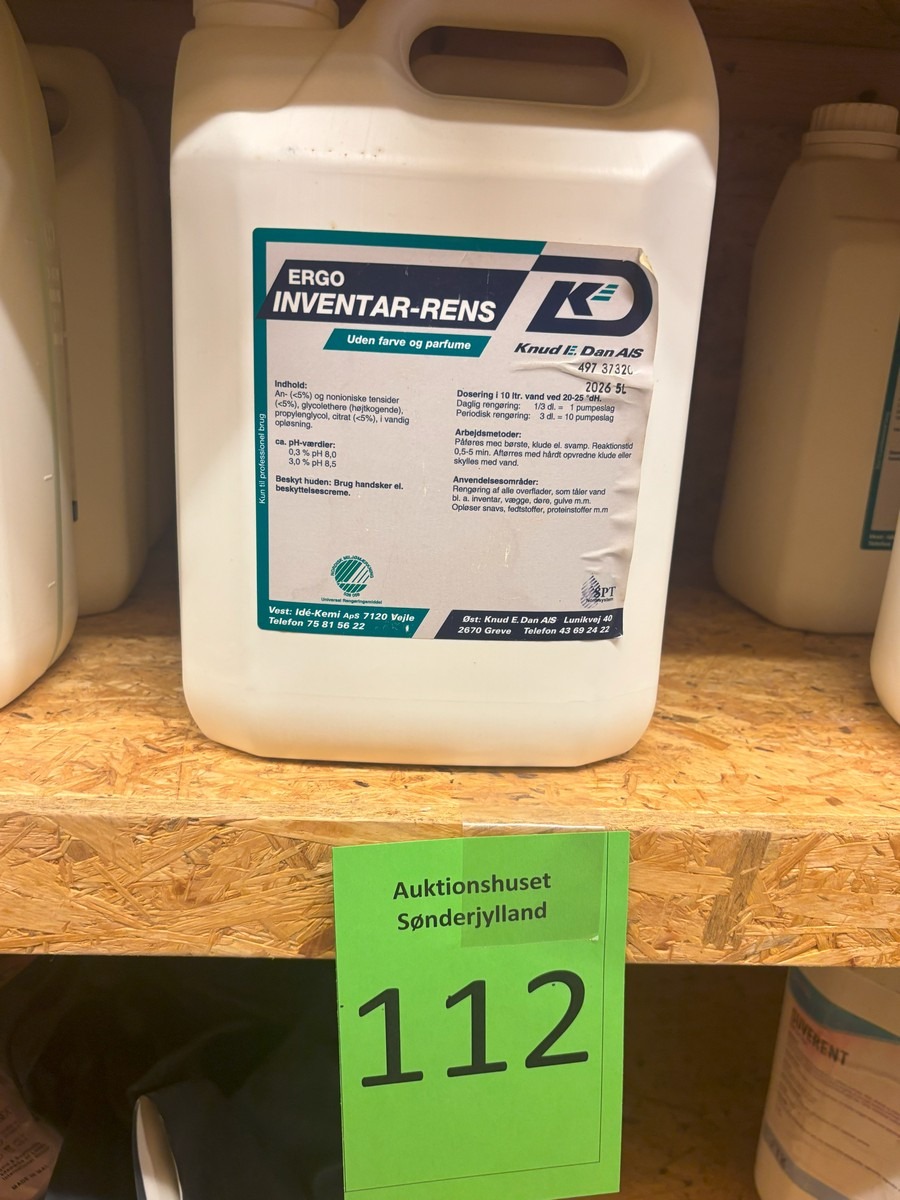 ERGO
INVENTAR-RENS
Uden farve og parfume
KED
Knud E. Dan A/S
497 3732
2026 5L
Indhold:
An- (<5%) og nonioniske tensider
(<5%), glycolethere (højtkogende),
propylenglycol, citrat (<5%), i vandig
opløsning.
ca. pH-værdier:
0,3 % pH 8,0
3,0 % pH 8,5
Beskyt huden: Brug handsker el.
beskyttelsescreme.
Dosering i 10 ltr. vand ved 20-25 °dH.
Daglig rengøring: 1/3 dl. = 1 pumpeslag
Periodisk rengøring: 3 dl. = 10 pumpeslag
Arbejdsmetoder:
Påføres med børste, klude el. svamp. Reaktionstid
0,5-5 min. Aftørres med hårdt opvredne klude eller
skylles med vand.
Anvendelsesområder:
Rengøring af alle overflader, som tåler vand
bl. a. inventar, vægge, døre, gulve m.m.
Opløser snavs, fedtstoffer, proteinstoffer m.m
Kun til professionel brug
Universal Rengøringsmiddel
SPT
Vest: Idé-Kemi ApS 7120 Vejle
Telefon 75 81 56 22
Øst: Knud E. Dan A/S Lunikvej 40
2670 Greve Telefon 43 69 24 22
Auktionshuset
Sønderjylland
112